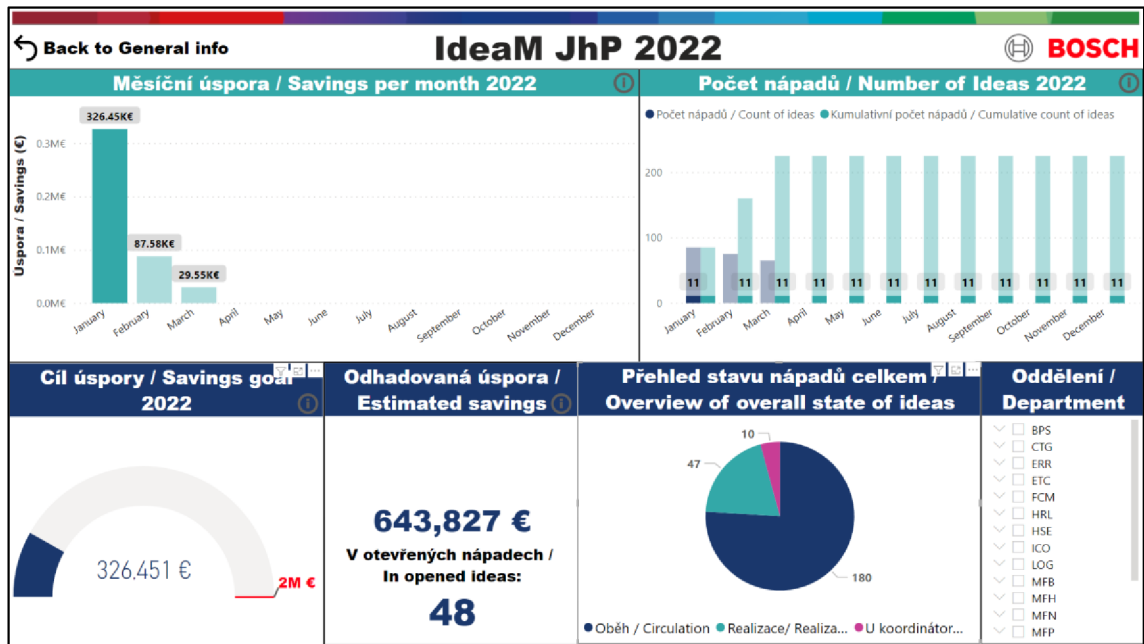 Back to General info
IdeaM JhP 2022
BOSCH
Měsíční úspora / Savings per month 2022
Úspora / Savings (€)
0.3M€
0.2M€
0.1M€
0.0M€
326.45K€
87.58K€
29.55K€
January
February
March
April
May
June
July
August
September
October
November
December
Počet nápadů / Number of Ideas 2022
Počet nápadů / Count of ideas
Kumulativní počet nápadů / Cumulative count of ideas
200
100
0
11
11
11
11
11
11
11
11
11
11
11
11
January
February
March
April
May
June
July
August
September
October
November
December
Cíl úspory / Savings goal
2022
326,451 €
2M €
Odhadovaná úspora /
Estimated savings
643,827 €
V otevřených nápadech /
In opened ideas:
48
Přehled stavu nápadů celkem /
Overview of overall state of ideas
10
47
180
Oběh / Circulation
Realizace/ Realiza...
U koordinátor...
Oddělení /
Department
BPS
CTG
ERR
ETC
FCM
HRL
HSE
ICO
LOG
MFB
MFH
MFN
MFP